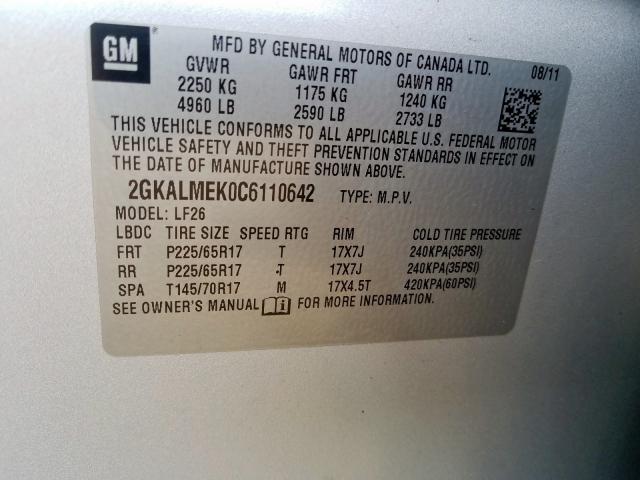 GM
MFD BY GENERAL MOTORS OF CANADA LTD. 08/11
GVWR GAWR FRT GAWR RR
2250 KG 1175 KG 1240 KG
4960 LB 2590 LB 2733 LB
THIS VEHICLE CONFORMS TO ALL APPLICABLE U.S. FEDERAL MOTOR
VEHICLE SAFETY AND THEFT PREVENTION STANDARDS IN EFFECT ON
THE DATE OF MANUFACTURE SHOWN ABOVE.
2GKALMEK0C6110642 TYPE: M.P.V.
MODEL: LF26
LBDC TIRE SIZE SPEED RTG RIM COLD TIRE PRESSURE
FRT P225/65R17 T 17X7J 240KPA(35PSI)
RR P225/65R17 T 17X7J 240KPA(35PSI)
SPA T145/70R17 M 17X4.5T 420KPA(60PSI)
SEE OWNER'S MANUAL i FOR MORE INFORMATION.